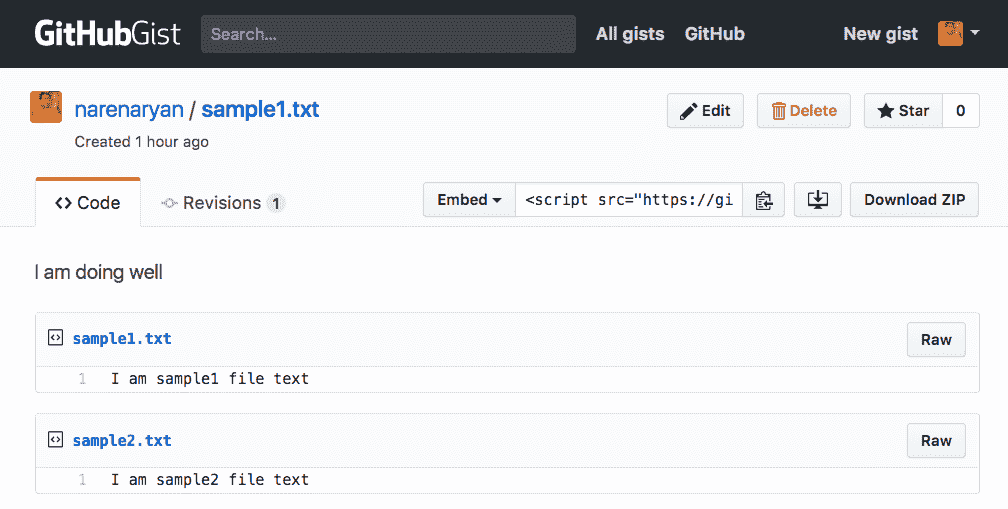 GitHubGist Search... All gists GitHub New gist
narenaryan / sample1.txt Edit Delete Star 0
Created 1 hour ago
<> Code Revisions 1 Embed <script src="https://gi Download ZIP
I am doing well
sample1.txt Raw
1 I am sample1 file text
sample2.txt Raw
1 I am sample2 file text